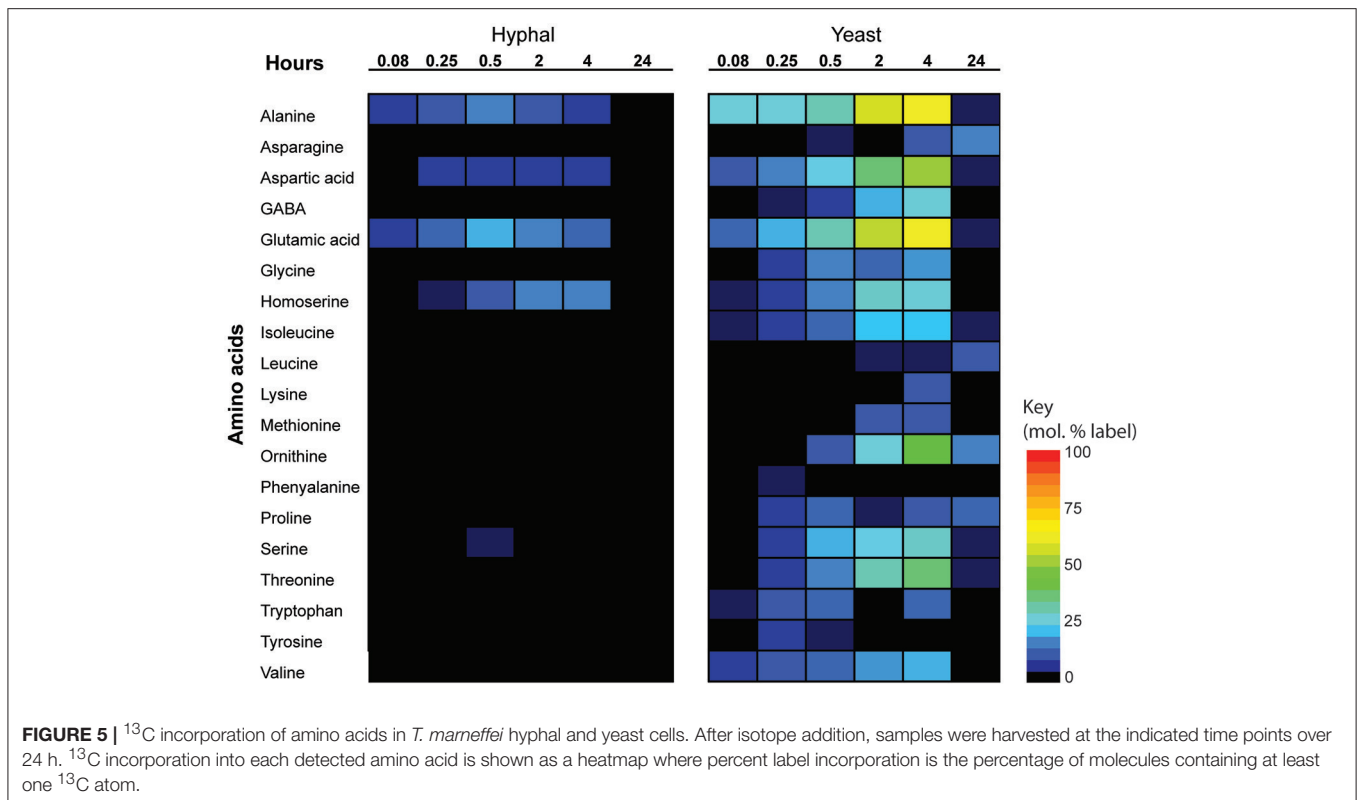 Hyphal Yeast
Hours 0.08 0.25 0.5 2 4 24 0.08 0.25 0.5 2 4 24
Amino acids
Alanine
Asparagine
Aspartic acid
GABA
Glutamic acid
Glycine
Homoserine
Isoleucine
Leucine
Lysine
Methionine
Ornithine
Phenyalanine
Proline
Serine
Threonine
Tryptophan
Tyrosine
Valine
Key
(mol. % label)
100
75
50
25
0
FIGURE 5 | ¹³C incorporation of amino acids in T. marneffei hyphal and yeast cells. After isotope addition, samples were harvested at the indicated time points over
24 h. ¹³C incorporation into each detected amino acid is shown as a heatmap where percent label incorporation is the percentage of molecules containing at least
one ¹³C atom.